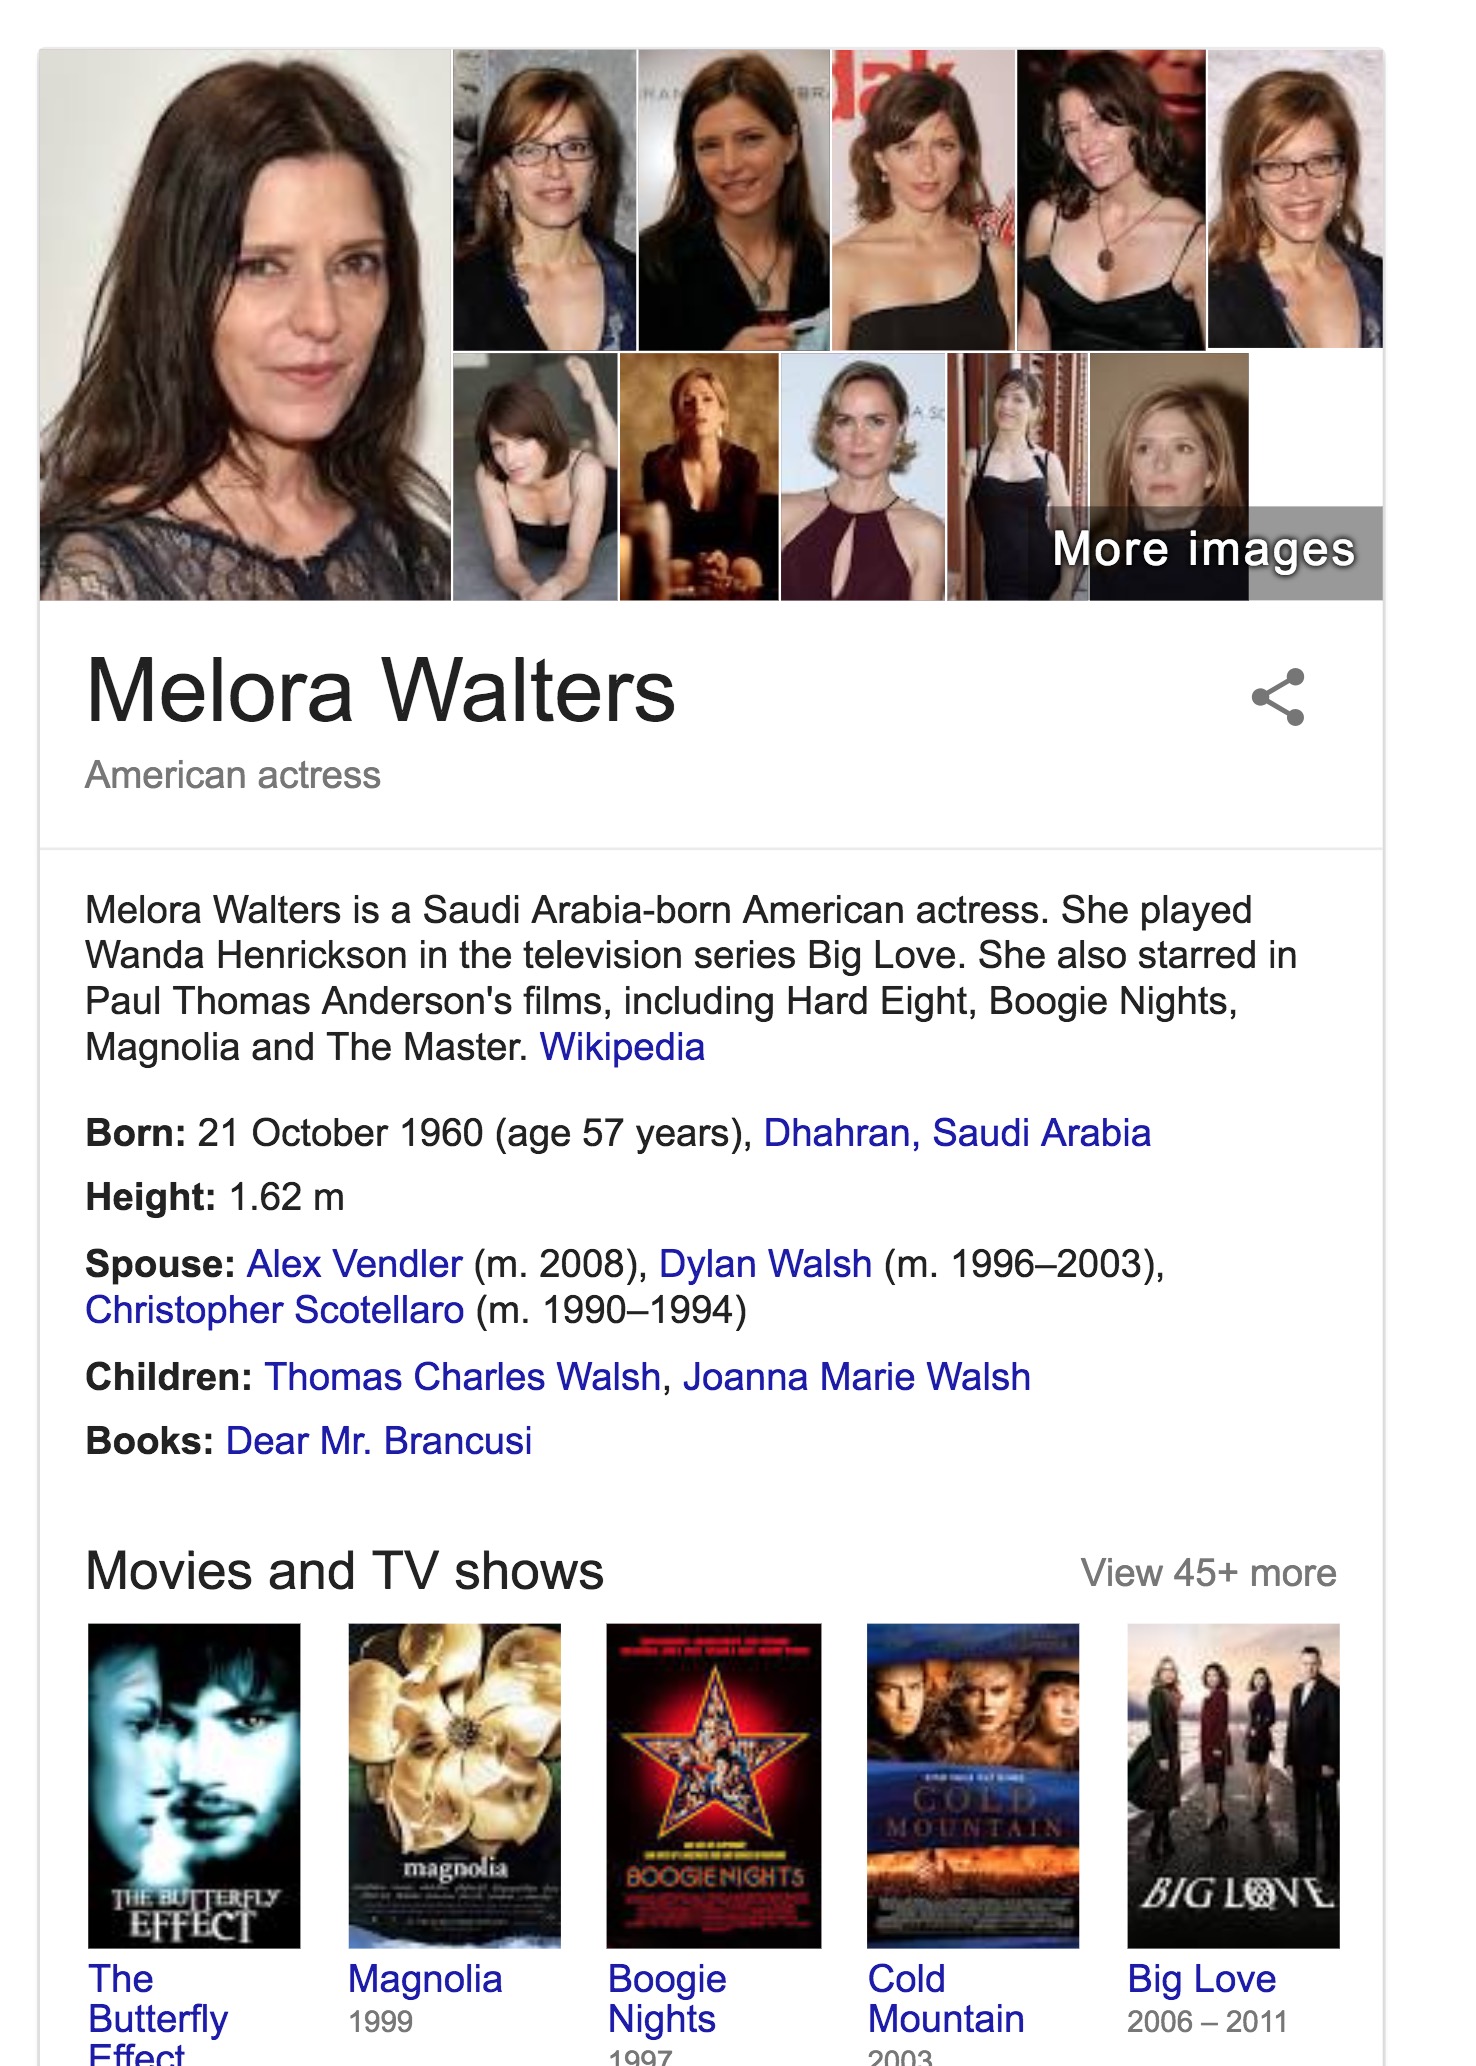 More images
Melora Walters
American actress
Melora Walters is a Saudi Arabia-born American actress. She played
Wanda Henrickson in the television series Big Love. She also starred in
Paul Thomas Anderson's films, including Hard Eight, Boogie Nights,
Magnolia and The Master. Wikipedia
Born: 21 October 1960 (age 57 years), Dhahran, Saudi Arabia
Height: 1.62 m
Spouse: Alex Vendler (m. 2008), Dylan Walsh (m. 1996–2003),
Christopher Scotellaro (m. 1990–1994)
Children: Thomas Charles Walsh, Joanna Marie Walsh
Books: Dear Mr. Brancusi
Movies and TV shows
View 45+ more
THE BUTTERFLY
EFFECT
magnolia
BOOGIE NIGHTS
COLD
MOUNTAIN
BIG LOVE
The
Butterfly
Effect
Magnolia
1999
Boogie
Nights
1997
Cold
Mountain
2003
Big Love
2006 – 2011